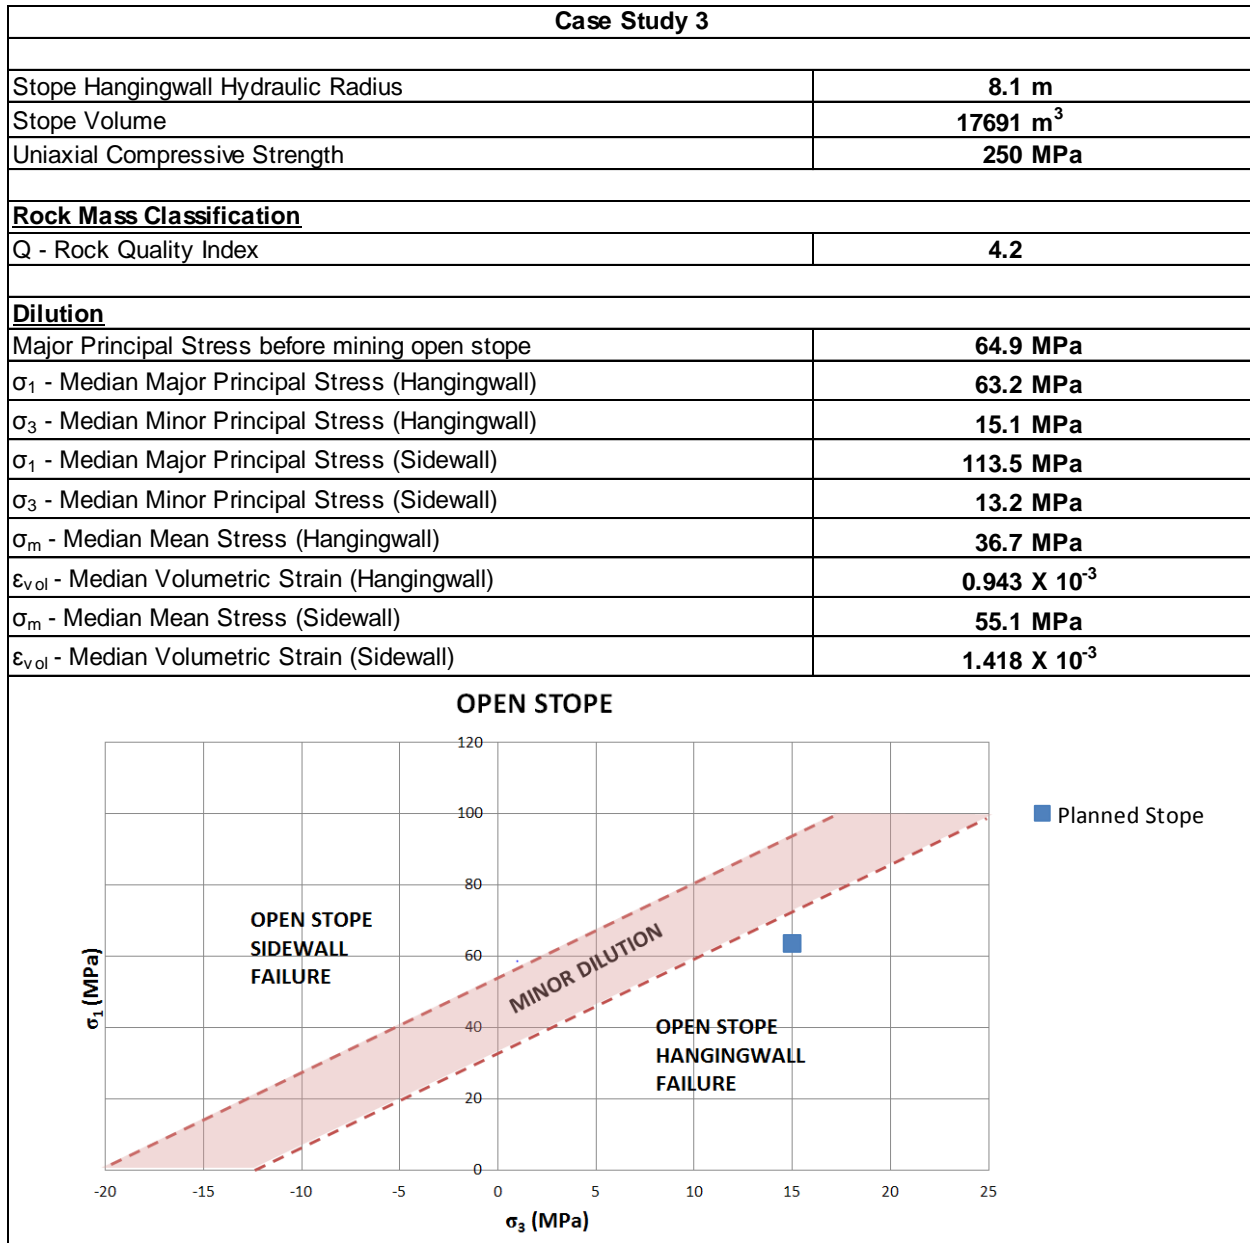 Case Study 3
Stope Hangingwall Hydraulic Radius 8.1 m
Stope Volume 17691 m³
Uniaxial Compressive Strength 250 MPa
Rock Mass Classification
Q - Rock Quality Index 4.2
Dilution
Major Principal Stress before mining open stope 64.9 MPa
σ₁ - Median Major Principal Stress (Hangingwall) 63.2 MPa
σ₃ - Median Minor Principal Stress (Hangingwall) 15.1 MPa
σ₁ - Median Major Principal Stress (Sidewall) 113.5 MPa
σ₃ - Median Minor Principal Stress (Sidewall) 13.2 MPa
σₘ - Median Mean Stress (Hangingwall) 36.7 MPa
εᵥₒₗ - Median Volumetric Strain (Hangingwall) 0.943 X 10⁻³
σₘ - Median Mean Stress (Sidewall) 55.1 MPa
εᵥₒₗ - Median Volumetric Strain (Sidewall) 1.418 X 10⁻³
OPEN STOPE
120
100
80
60
40
20
0
σ₁ (MPa)
OPEN STOPE
SIDEWALL
FAILURE
MINOR DILUTION
OPEN STOPE
HANGINGWALL
FAILURE
Planned Stope
-20 -15 -10 -5 0 5 10 15 20 25
σ₃ (MPa)